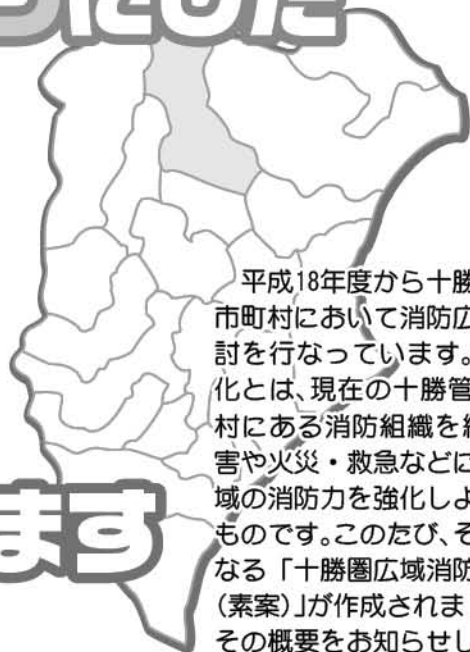 ます
平成18年度から十勝
市町村において消防広
討を行なっています。
化とは、現在の十勝管
村にある消防組織を
害や火災・救急などに
域の消防力を強化しよ
ものです。このたび、そ
なる「十勝圏広域消防
(素案)」が作成されま
その概要をお知らせし